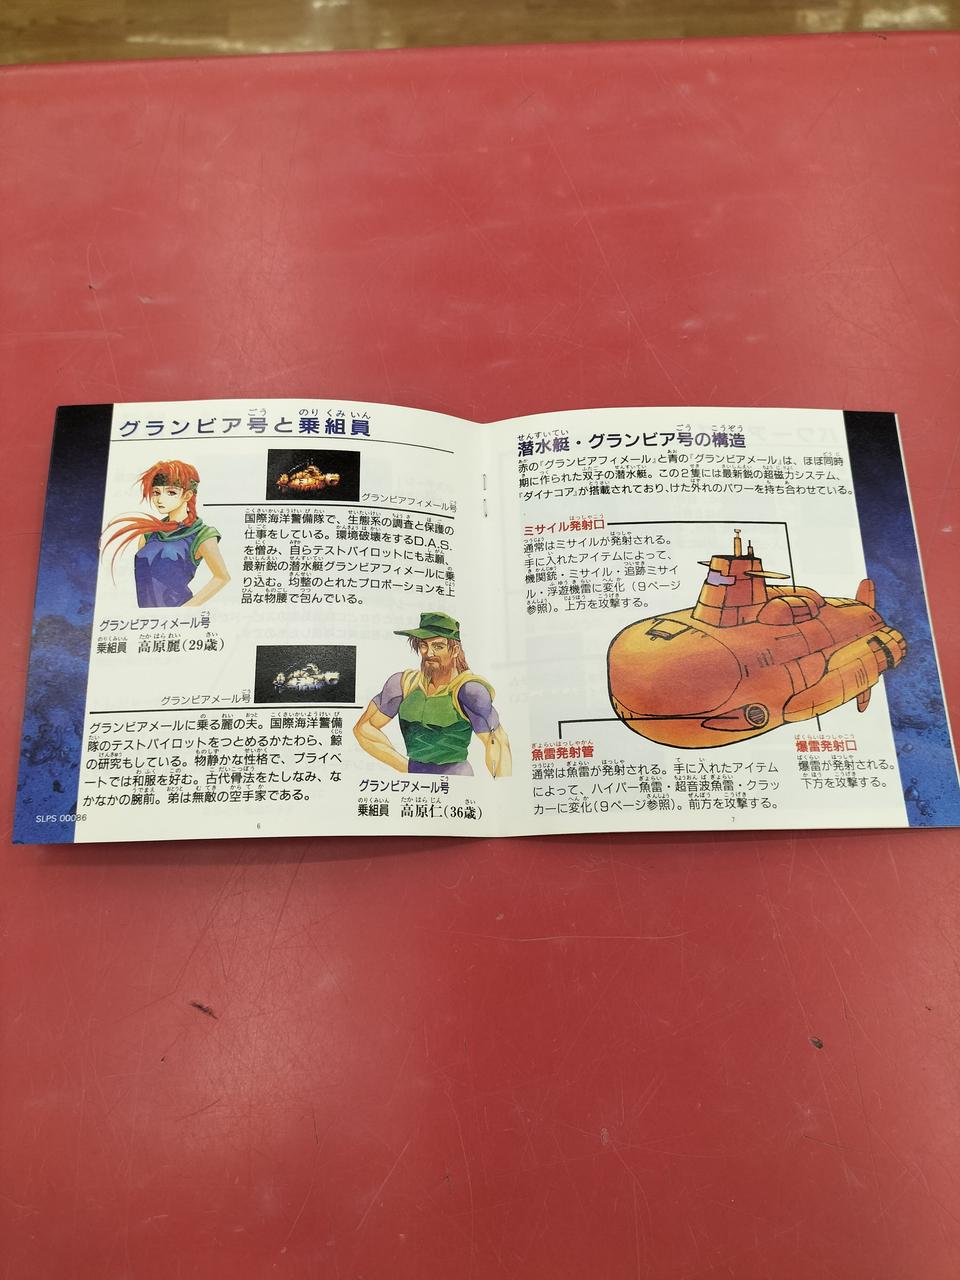 グランビア号と乗組員
グランビアフィメール号
国際海洋警備隊で、生態系の調査と保護の
仕事をしている。環境破壊をするD.A.S.
を憎み、自らテストパイロットにも志願、
最新鋭の潜水艇グランビアフィメールに乗
り込む。均整のとれたプロポーションを上
品な物腰で包んでいる。
グランビアフィメール号
乗組員 高原麗(29歳)
グランビアメール号
グランビアメールに乗る麗の夫。国際海洋警備
隊のテストパイロットをつとめるかたわら、鯨
の研究もしている。物静かな性格で、プライベ
ートでは和服を好む。古代骨法をたしなみ、な
かなかの腕前。弟は無敵の空手家である。
グランビアメール号
乗組員 高原仁(36歳)
SLPS 00086
6
潜水艇・グランビア号の構造
赤の『グランビアフィメール』と青の『グランビアメール』は、ほぼ同時
期に作られた双子の潜水艇。この2隻には最新鋭の超磁力システム、
『ダイナコア』が搭載されており、けた外れのパワーを持ち合わせている。
ミサイル発射口
通常はミサイルが発射される。
手に入れたアイテムによって、
機関銃・ミサイル・追跡ミサイ
ル・浮遊機雷に変化(9ページ
参照)。上方を攻撃する。
魚雷発射管
通常は魚雷が発射される。手に入れたアイテム
によって、ハイパー魚雷・超音波魚雷・クラッ
カーに変化(9ページ参照)。前方を攻撃する。
爆雷発射口
爆雷が発射される。
下方を攻撃する。
7